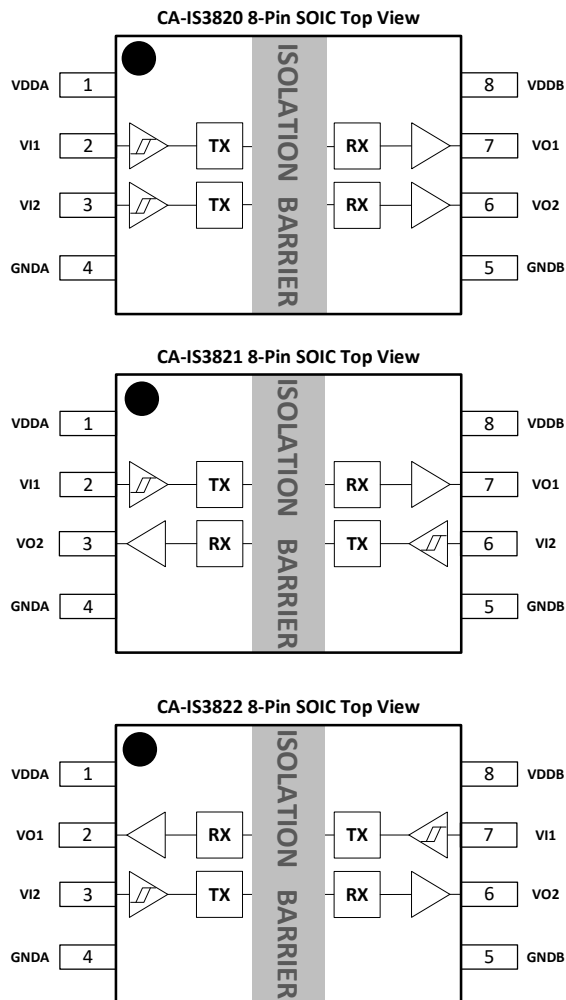 CA-IS3820 8-Pin SOIC Top View
VDDA 1 8 VDDB
VI1 2 TX RX 7 VO1
VI2 3 TX RX 6 VO2
GNDA 4 5 GNDB
ISOLATION BARRIER
CA-IS3821 8-Pin SOIC Top View
VDDA 1 8 VDDB
VI1 2 TX RX 7 VO1
VO2 3 RX TX 6 VI2
GNDA 4 5 GNDB
ISOLATION BARRIER
CA-IS3822 8-Pin SOIC Top View
VDDA 1 8 VDDB
VO1 2 RX TX 7 VI1
VI2 3 TX RX 6 VO2
GNDA 4 5 GNDB
ISOLATION BARRIER